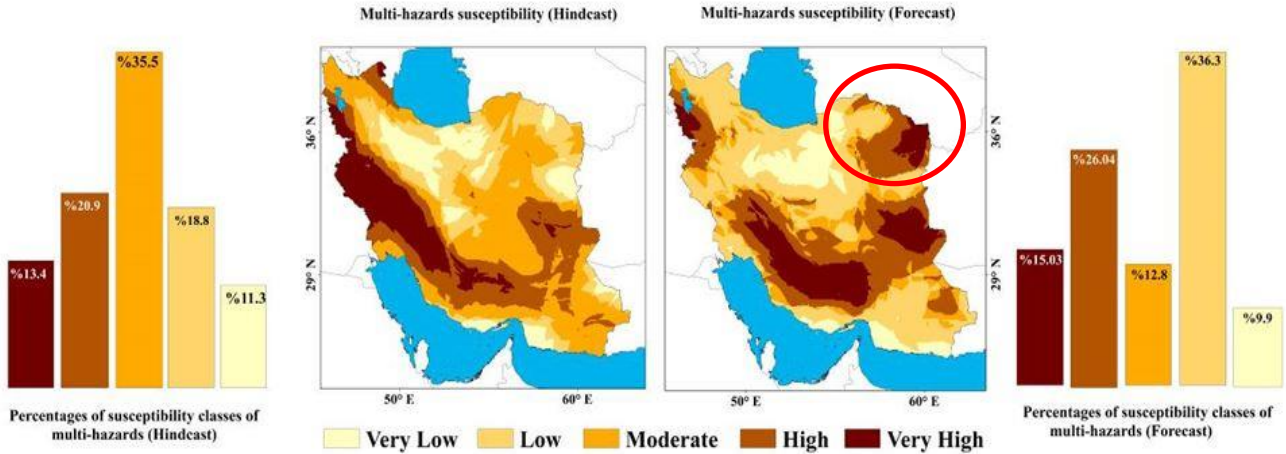 Multi-hazards susceptibility (Hindcast)
Multi-hazards susceptibility (Forecast)
%13.4
%20.9
%35.5
%18.8
%11.3
Percentages of susceptibility classes of
multi-hazards (Hindcast)
36° N
29° N
50° E
60° E
36° N
29° N
50° E
60° E
%15.03
%26.04
%12.8
%36.3
%9.9
Percentages of susceptibility classes of
multi-hazards (Forecast)
Very Low
Low
Moderate
High
Very High